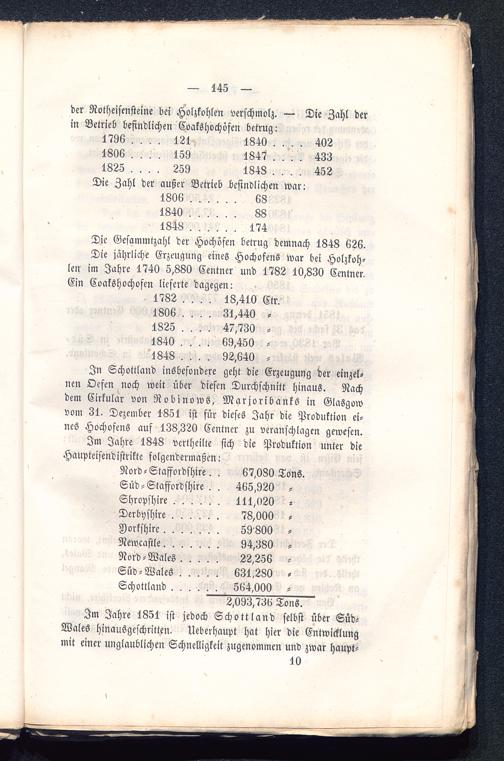 — 145 —
der Rotheisensteine bei Holzkohlen verschmolz. — Die Zahl der
in Betrieb befindlichen Coakshochöfen betrug:
1796 . . . . 121 1840 . . . . 402
1806 . . . . 159 1847 . . . . 433
1825 . . . . 259 1848 . . . . 452
Die Zahl der außer Betrieb befindlichen war:
1806 . . . . 68
1840 . . . . 88
1848 . . . . 174
Die Gesammtzahl der Hochöfen betrug demnach 1848 626.
Die jährliche Erzeugung eines Hochofens war bei Holzkoh-
len im Jahre 1740 5,880 Centner und 1782 10,830 Centner.
Ein Coakshochofen lieferte dagegen:
1782 . . . . 18,410 Ctr.
1806 . . . . 31,440 „
1825 . . . . 47,730 „
1840 . . . . 69,450 „
1848 . . . . 92,640 „
In Schottland insbesondere geht die Erzeugung der einzel-
nen Oefen noch weit über diesen Durchschnitt hinaus. Nach
dem Cirkular von Robinows, Marjoribanks in Glasgow
vom 31. Dezember 1851 ist für dieses Jahr die Produktion ei-
nes Hochofens auf 138,320 Centner zu veranschlagen gewesen.
Im Jahre 1848 vertheilte sich die Produktion unter die
Haupteisendistrikte folgendermaßen:
Nord-Staffordshire . . 67,080 Tons.
Süd-Staffordshire . . 465,920 „
Shropshire . . . . . . 111,020 „
Derbyshire . . . . . . 78,000 „
Yorkshire . . . . . . . 59 800 „
Newcastle . . . . . . . 94,380 „
Nord-Wales . . . . . 22,256 „
Süd-Wales . . . . . . 631,280 „
Schottland . . . . . . 564,000 „
2,093,736 Tons.
Im Jahre 1851 ist jedoch Schottland selbst über Süd-
Wales hinausgeschritten. Ueberhaupt hat hier die Entwicklung
mit einer unglaublichen Schnelligkeit zugenommen und zwar haupt-
10